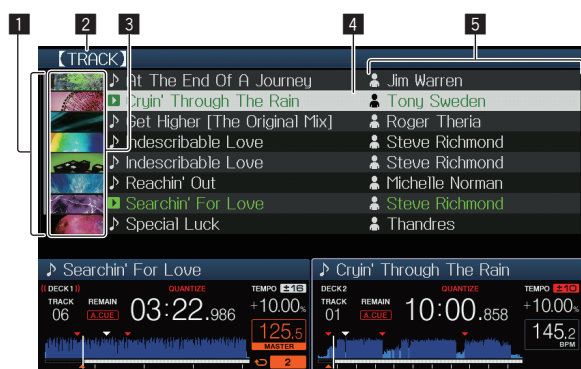 1 2 3 4 5
[TRACK]
At The End Of A Journey Jim Warren
Cryin' Through The Rain Tony Sweden
Get Higher [The Original Mix] Roger Theria
Indescribable Love Steve Richmond
Indescribable Love Steve Richmond
Reachin' Out Michelle Norman
Searchin' For Love Steve Richmond
Special Luck Thandres
Searchin' For Love
DECK1 QUANTIZE TEMPO ±16
TRACK 06 REMAIN A.CUE 03:22.986 +10.00%
125.5
MASTER
2
Cryin' Through The Rain
DECK2 QUANTIZE TEMPO ±10
TRACK 01 REMAIN A.CUE 10:00.858 +10.00%
145.2
BPM